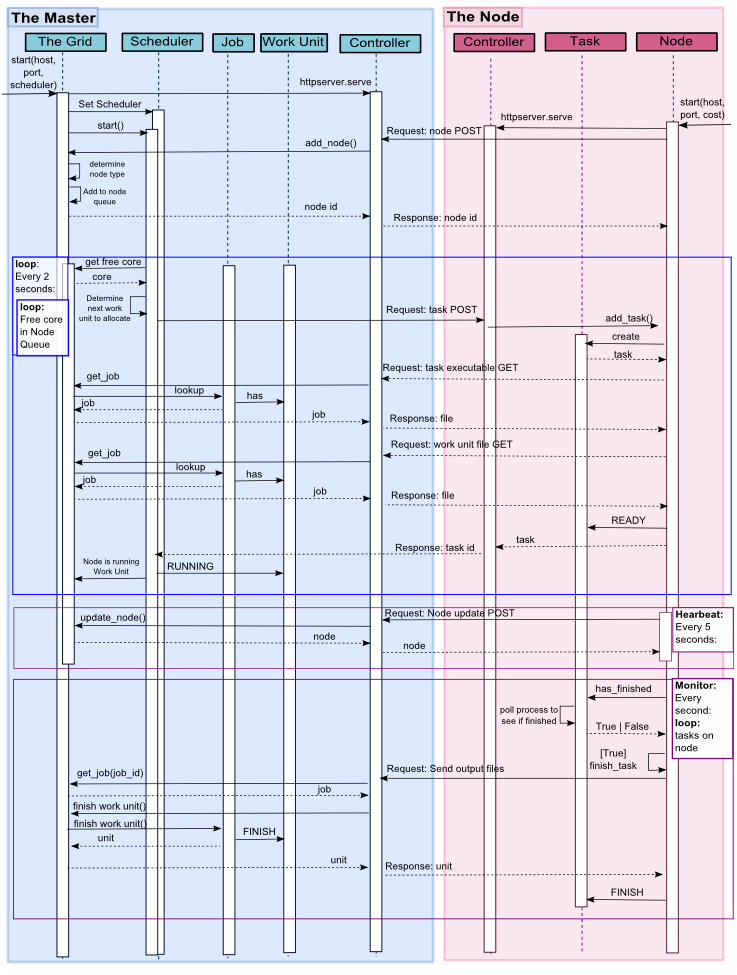 The Master
The Node
The Grid
Scheduler
Job
Work Unit
Controller
Controller
Task
Node
start(host,
port,
scheduler)
httpserver.serve
Set Scheduler
start()
start(host,
port, cost)
httpserver.serve
Request: node POST
add_node()
determine
node type
Add to node
queue
node id
Response: node id
loop:
Every 2
seconds:
get free core
core
loop:
Free core
in Node
Queue
Determine
next work
unit to allocate
Request: task POST
add_task()
create
task
Request: task executable GET
get_job
lookup
has
job
job
Response: file
Request: work unit file GET
get_job
lookup
has
job
job
Response: file
READY
task
Response: task id
Node is running
Work Unit
RUNNING
Hearbeat:
Every 5
seconds:
Request: Node update POST
update_node()
node
node
Monitor:
Every
second:
loop:
tasks on
node
has_finished
poll process to
see if finished
True | False
[True]
finish_task
Request: Send output files
get_job(job_id)
job
finish work unit()
finish work unit()
FINISH
unit
unit
Response: unit
FINISH